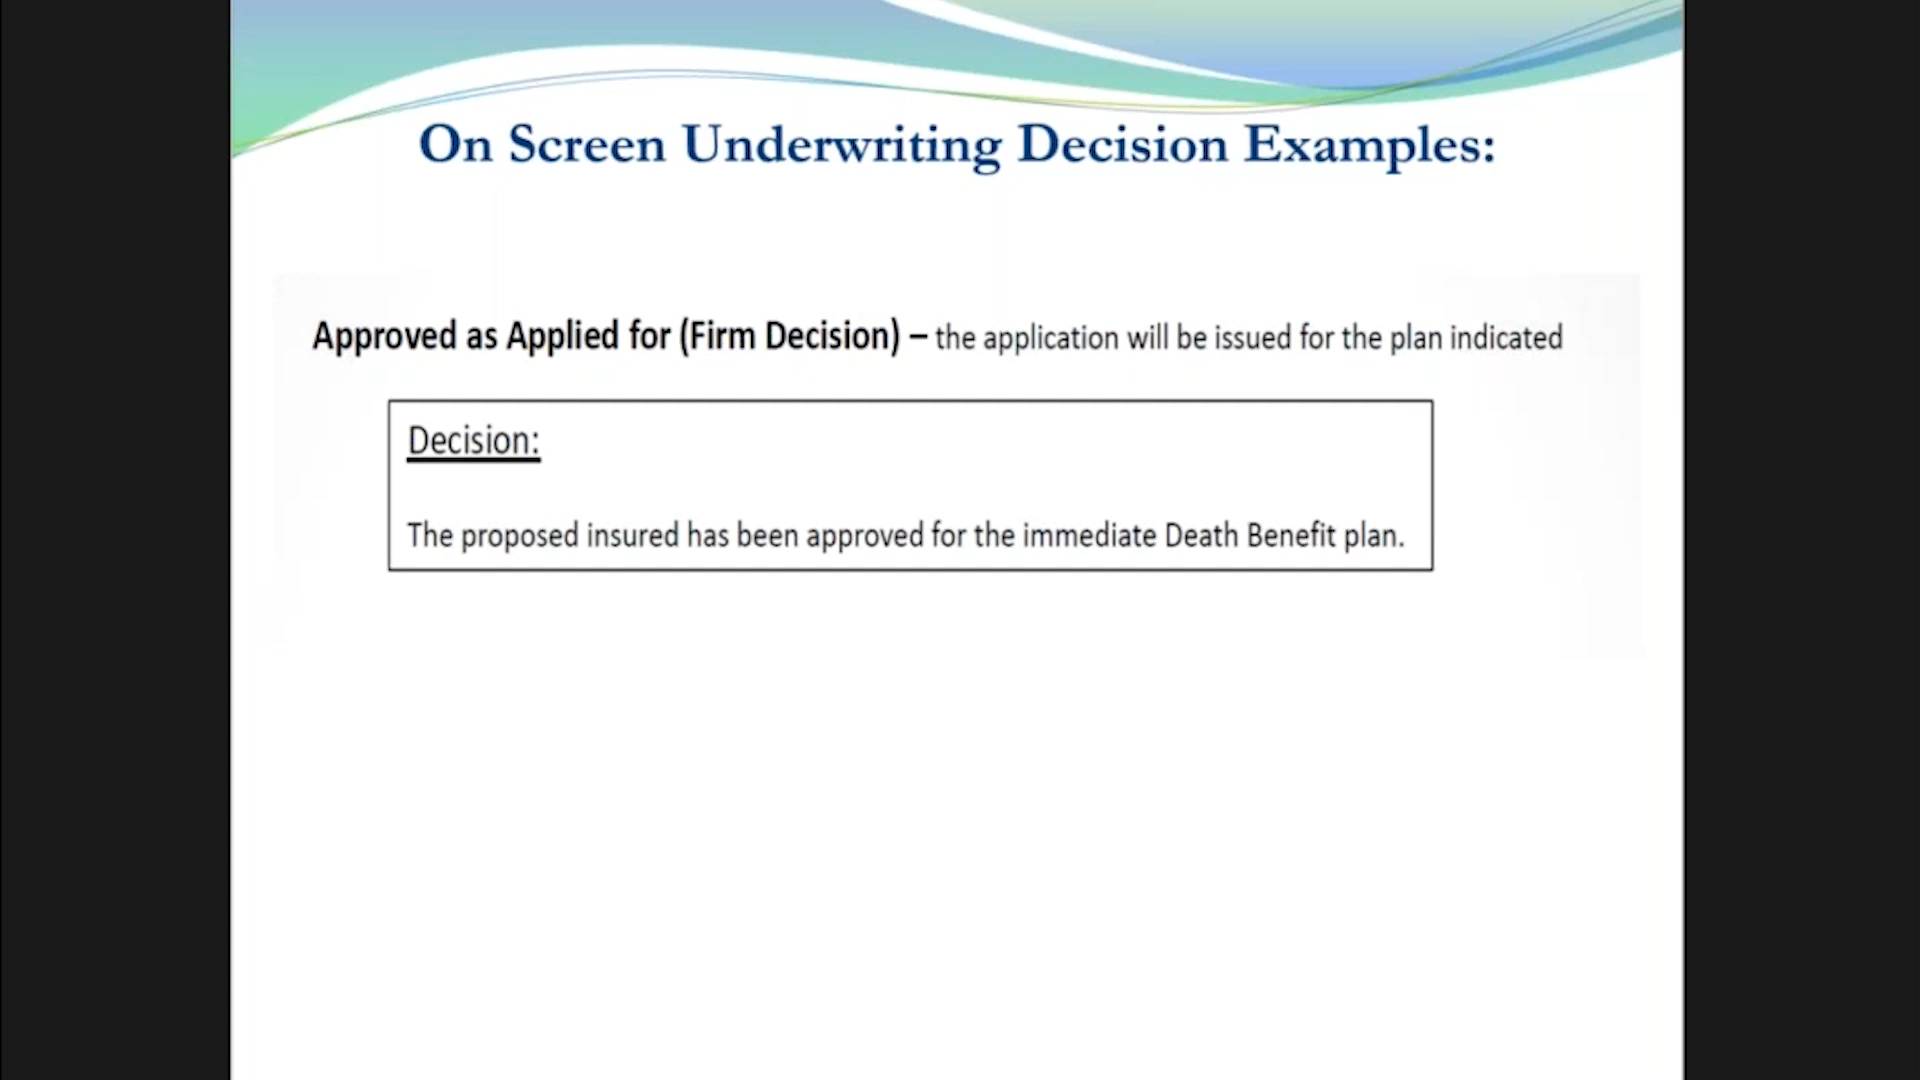 On Screen Underwriting Decision Examples:
Approved as Applied for (Firm Decision) – the application will be issued for the plan indicated
Decision:
The proposed insured has been approved for the immediate Death Benefit plan.